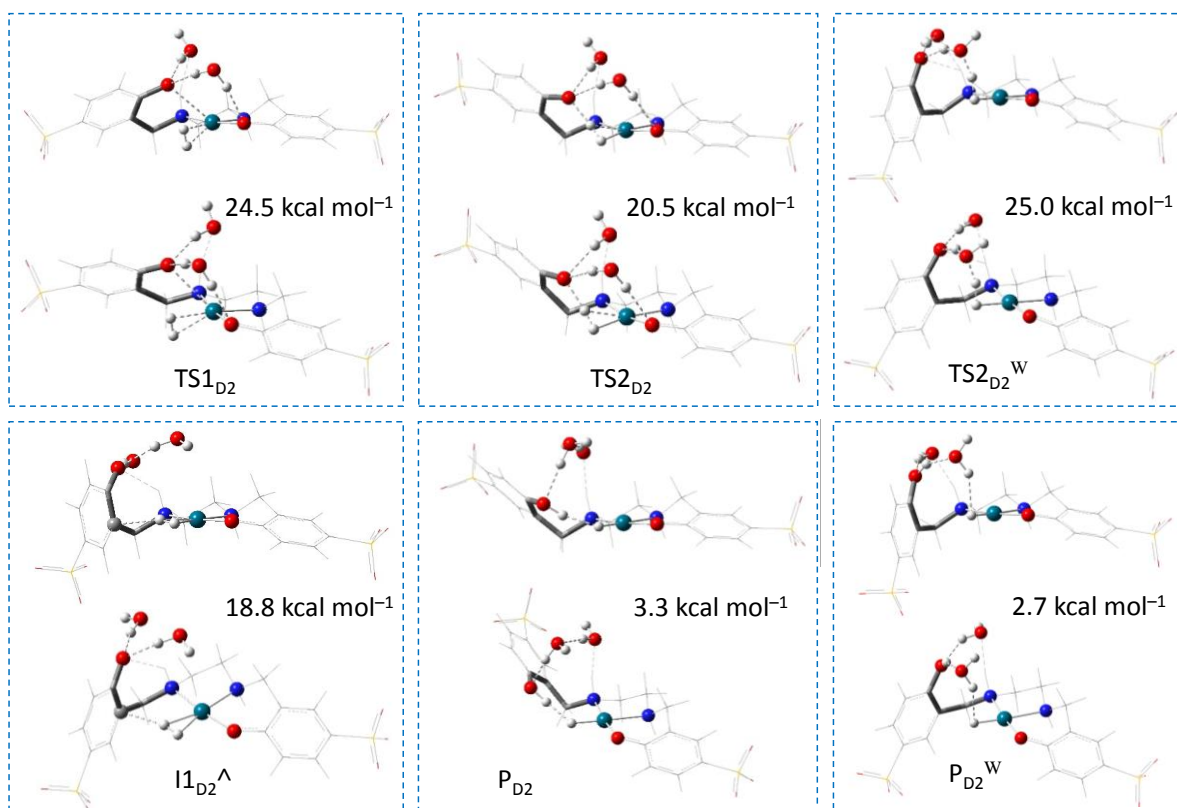 24.5 kcal mol⁻¹
TS1D2
20.5 kcal mol⁻¹
TS2D2
25.0 kcal mol⁻¹
TS2D2ᵂ
18.8 kcal mol⁻¹
I1D2^
3.3 kcal mol⁻¹
PD2
2.7 kcal mol⁻¹
PD2ᵂ